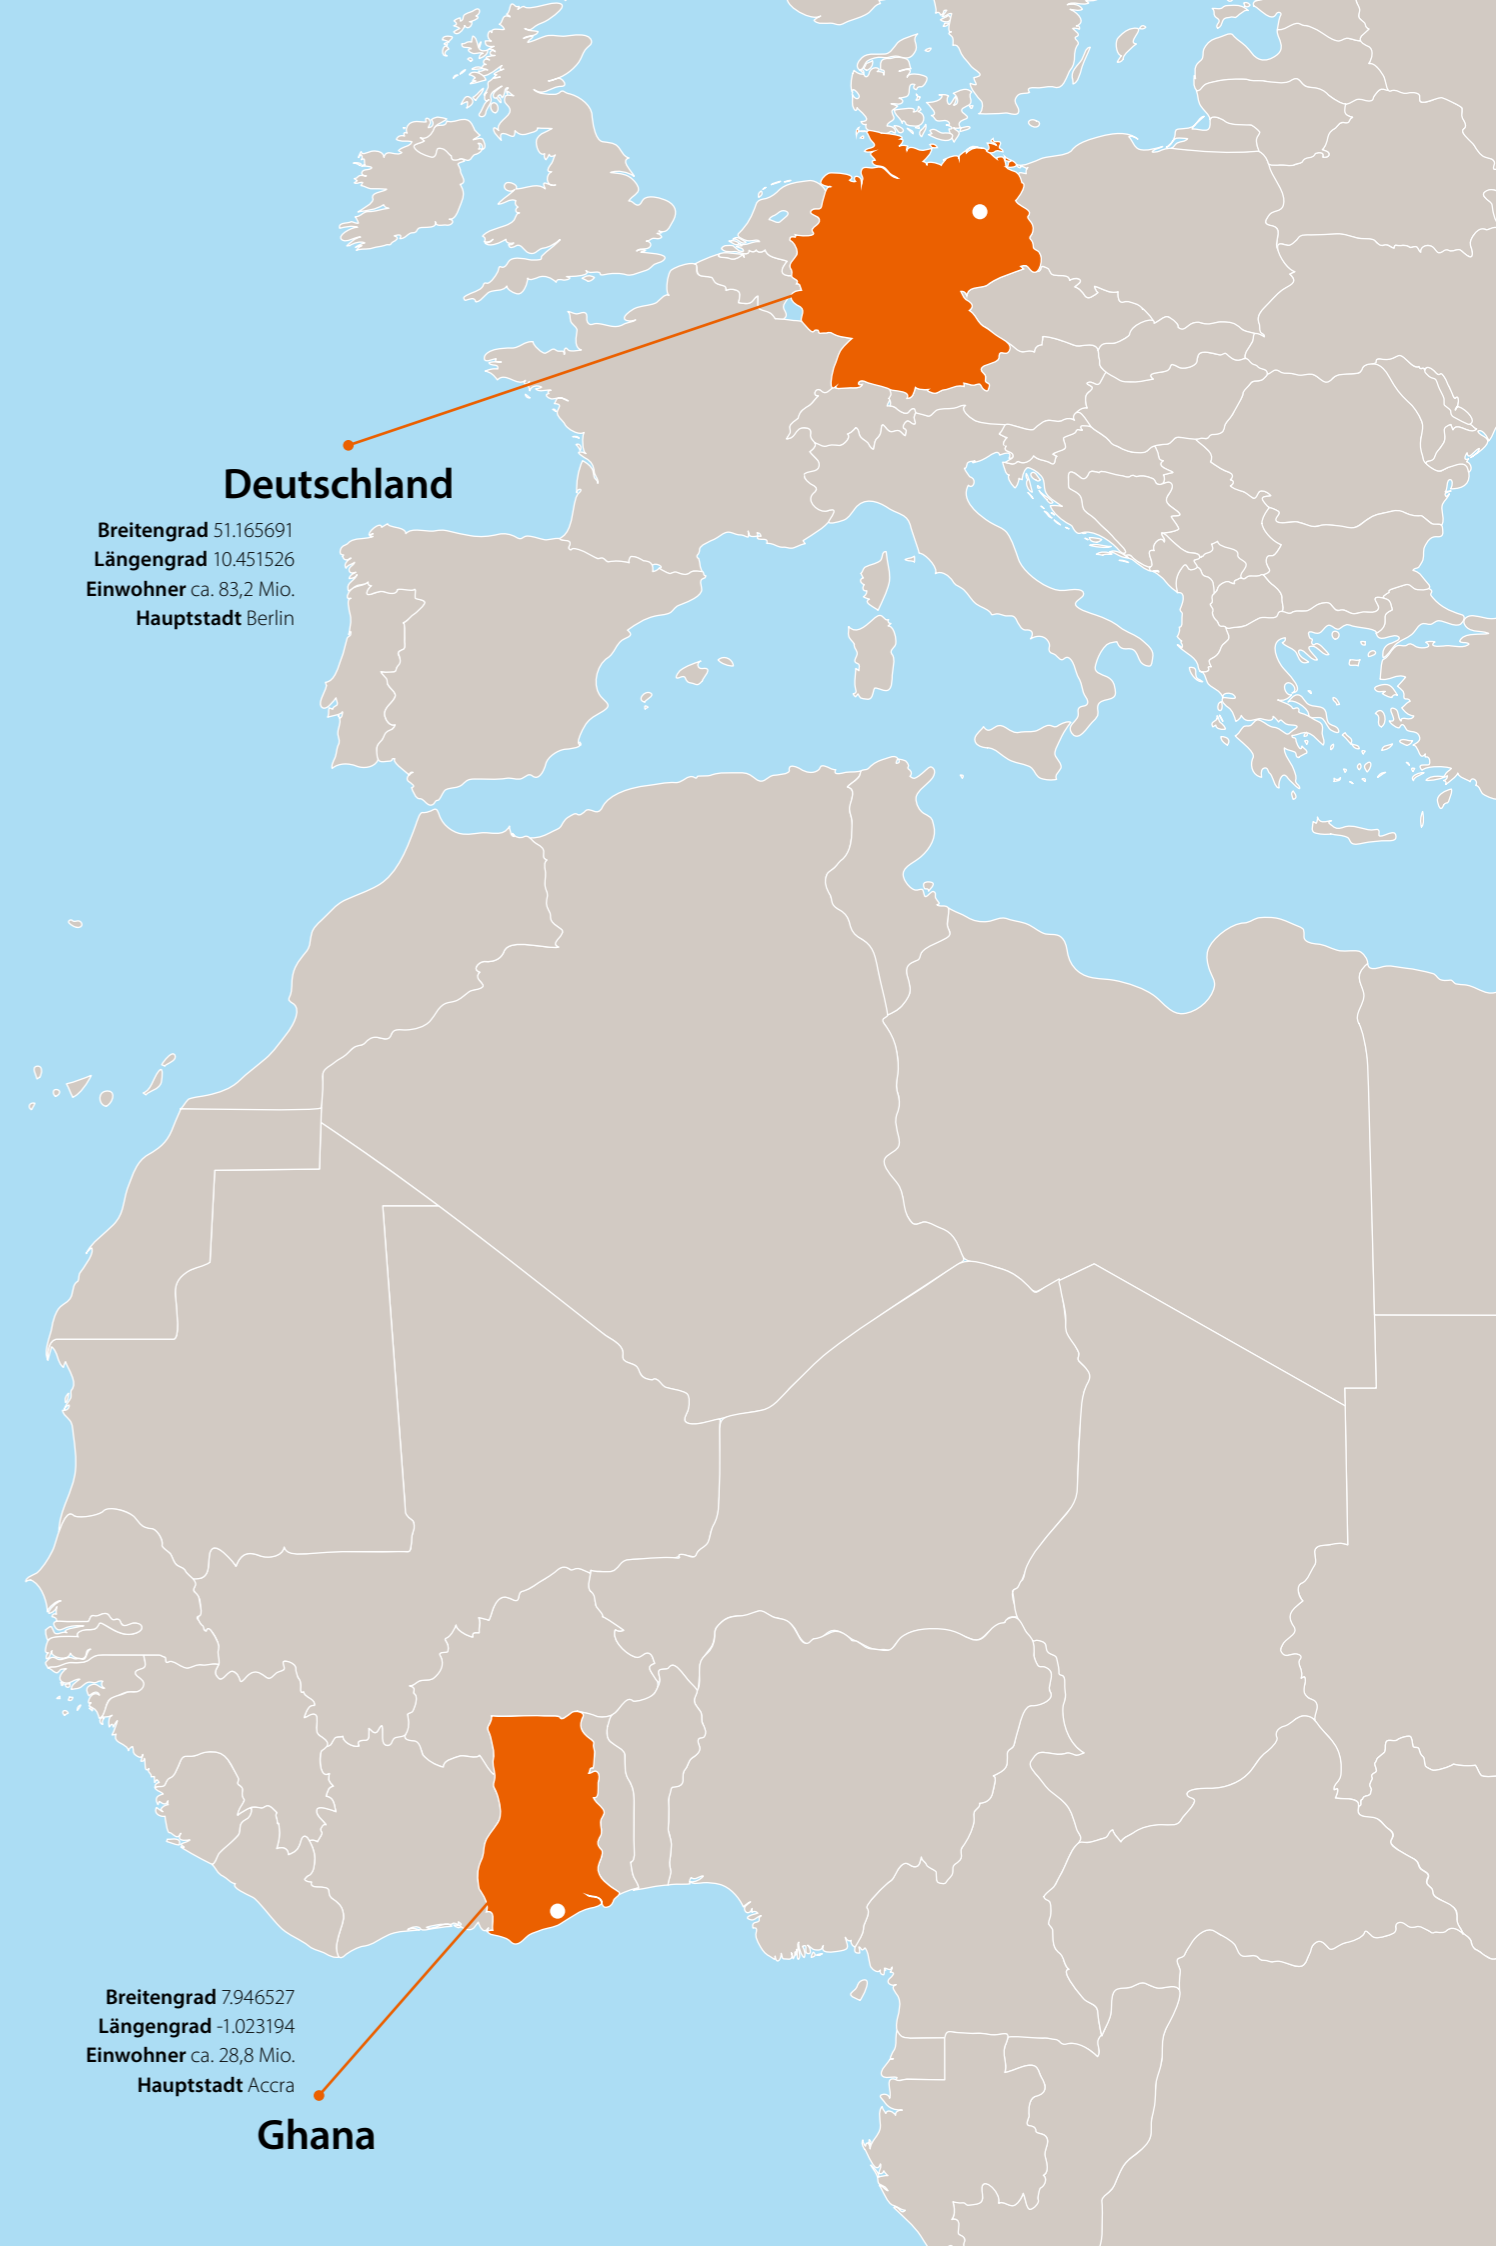 Deutschland
Breitengrad 51.165691
Längengrad 10.451526
Einwohner ca. 83,2 Mio.
Hauptstadt Berlin
Breitengrad 7.946527
Längengrad -1.023194
Einwohner ca. 28,8 Mio.
Hauptstadt Accra
Ghana